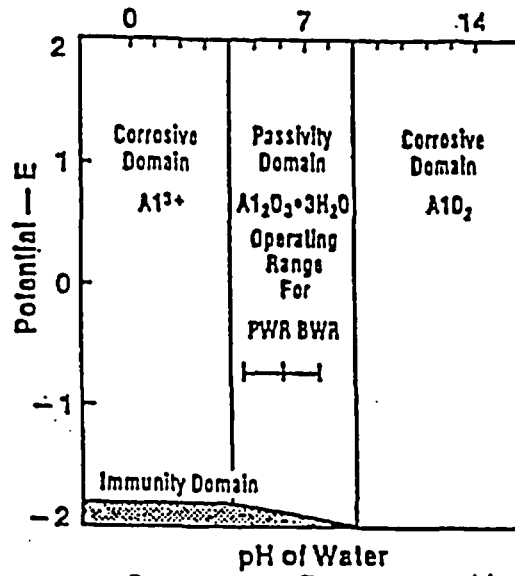 0 7 14
2
1
0
-1
-2
Potential—E
Corrosive
Domain
Al³⁺
Passivity
Domain
Al₂O₃•3H₂O
Operating
Range
For
PWR BWR
Corrosive
Domain
AlO₂
Immunity Domain
pH of Water